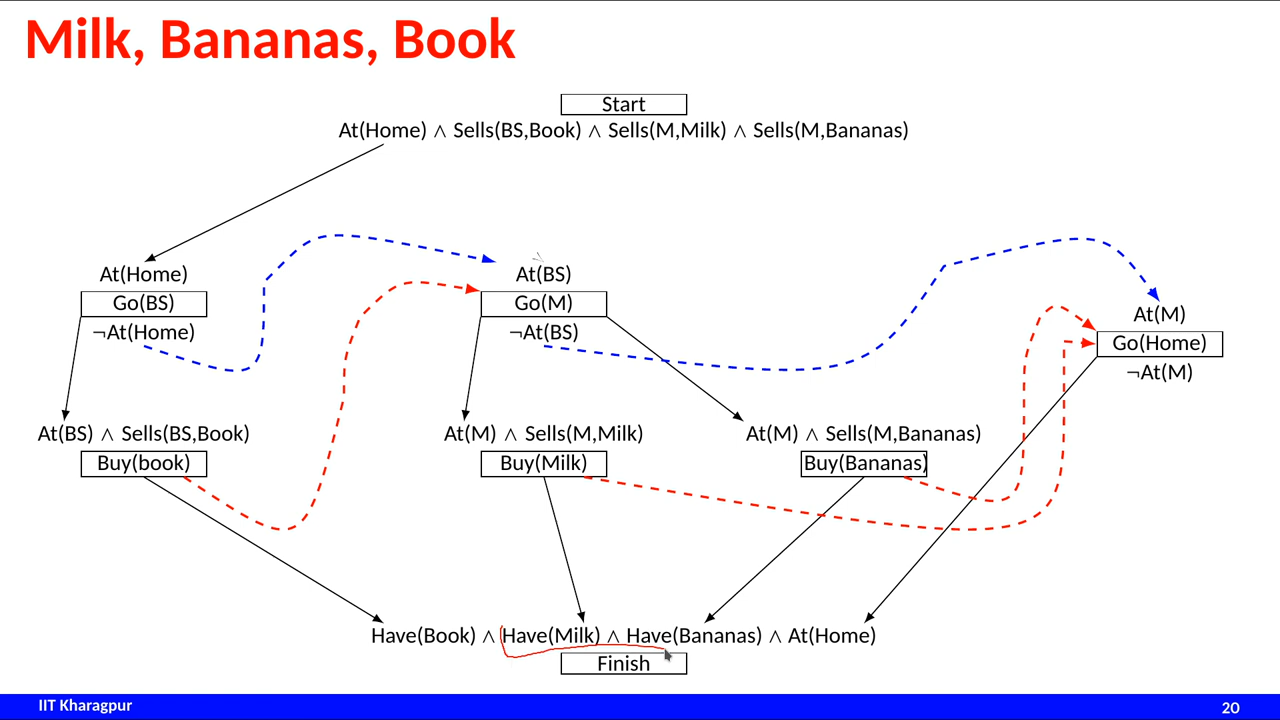 Milk, Bananas, Book
Start
At(Home) ∧ Sells(BS,Book) ∧ Sells(M,Milk) ∧ Sells(M,Bananas)
At(Home)
Go(BS)
¬At(Home)
At(BS)
Go(M)
¬At(BS)
At(M)
Go(Home)
¬At(M)
At(BS) ∧ Sells(BS,Book)
Buy(book)
At(M) ∧ Sells(M,Milk)
Buy(Milk)
At(M) ∧ Sells(M,Bananas)
Buy(Bananas)
Have(Book) ∧ Have(Milk) ∧ Have(Bananas) ∧ At(Home)
Finish
IIT Kharagpur
20